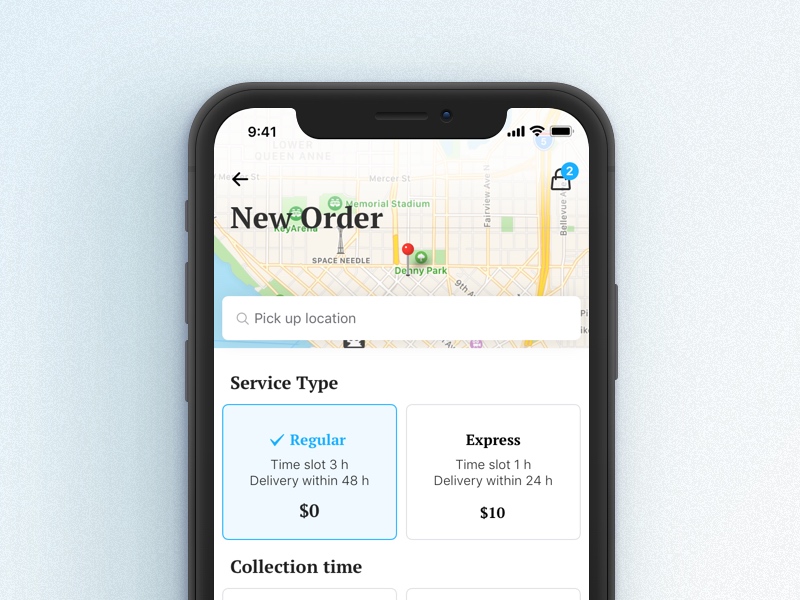 9:41
LOWER
QUEEN ANNE
Mercer St
2
Memorial Stadium
New Order
KeyArena
Fairview Ave N
Bellevue
SPACE NEEDLE
Denny Park
9th
Pick up location
Service Type
Regular
Time slot 3 h
Delivery within 48 h
$0
Express
Time slot 1 h
Delivery within 24 h
$10
Collection time